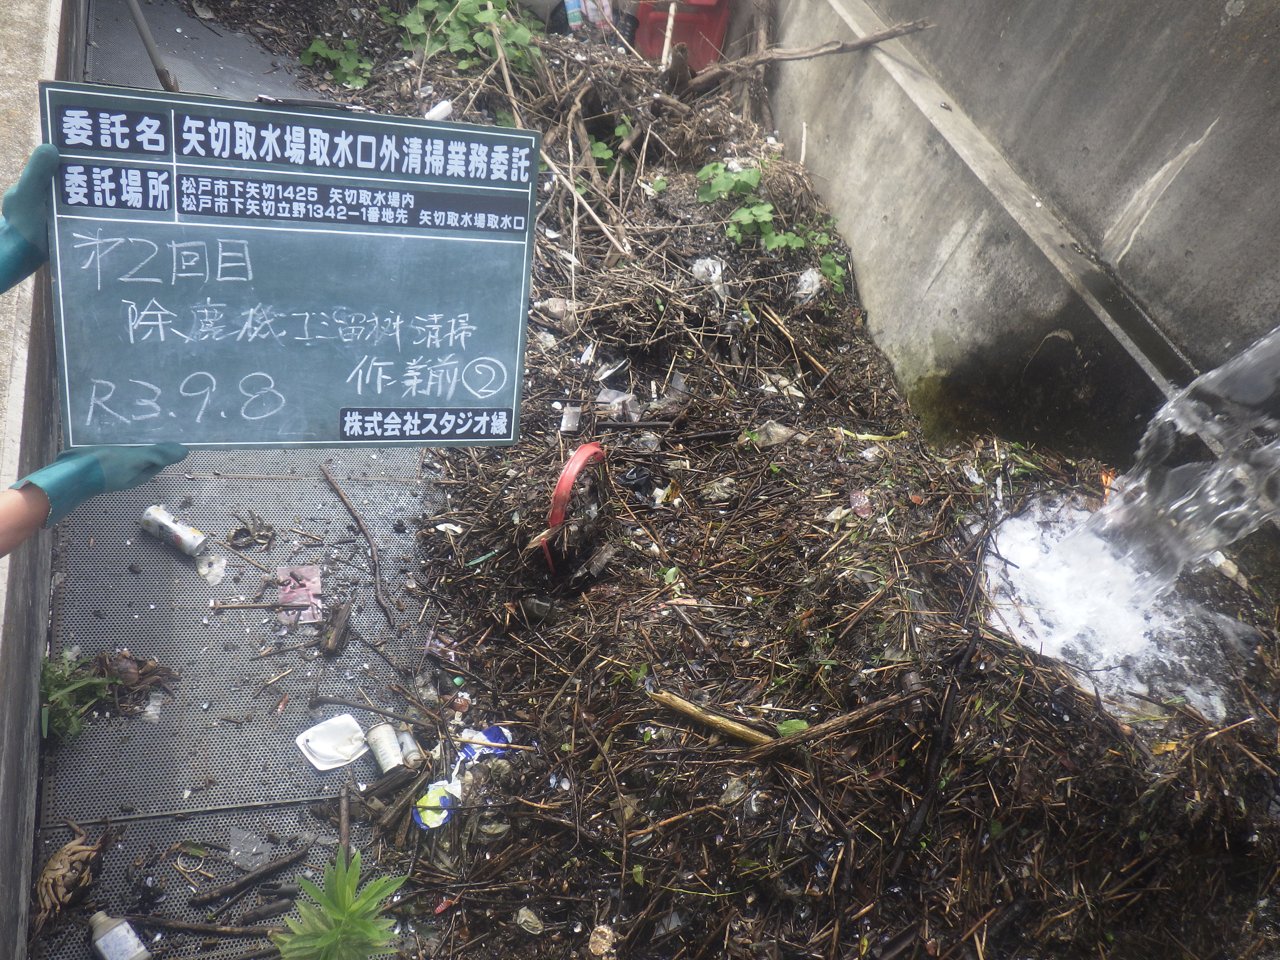 委託名
矢切取水場取水口外清掃業務委託
委託場所
松戸市下矢切1425 矢切取水場内
松戸市下矢切立野1342-1番地先 矢切取水場取水口
才2回目
除塵機工溜桝清掃
作業前②
R3.9.8
株式会社スタジオ縁